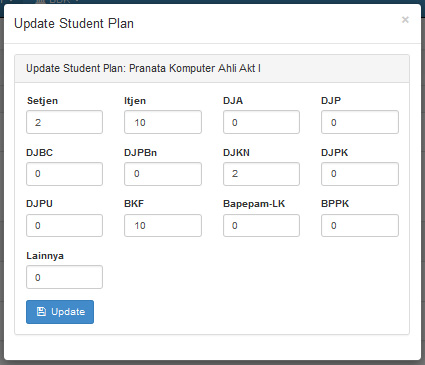 Update Student Plan ×
Update Student Plan: Pranata Komputer Ahli Akt I
Setjen Itjen DJA DJP
2 10 0 0
DJBC DJPBn DJKN DJPK
0 0 2 0
DJPU BKF Bapepam-LK BPPK
0 10 0 0
Lainnya
0
Update